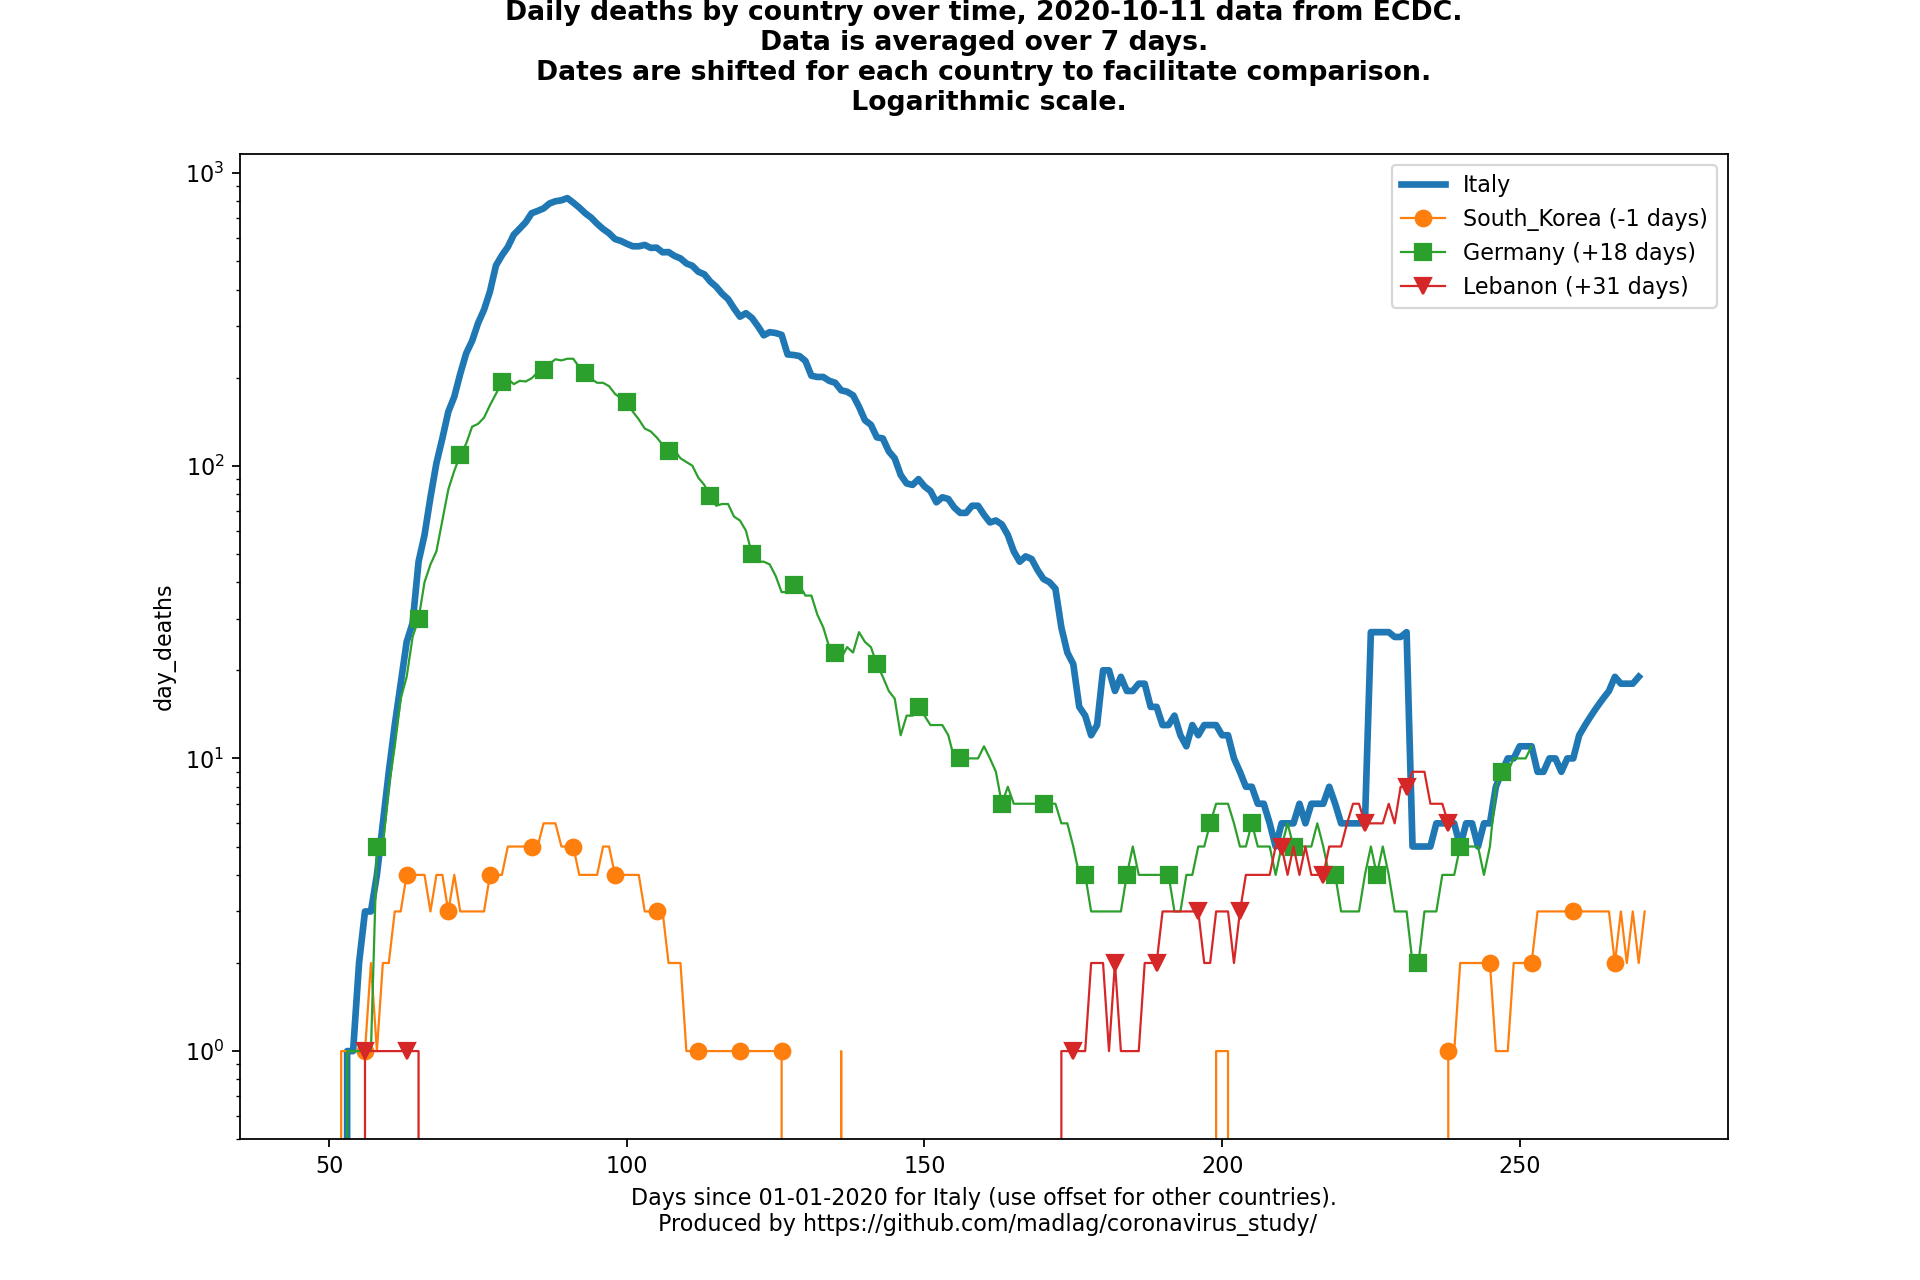 Daily deaths by country over time, 2020-10-11 data from ECDC.
Data is averaged over 7 days.
Dates are shifted for each country to facilitate comparison.
Logarithmic scale.
10³
10²
10¹
10⁰
day_deaths
Italy
South_Korea (-1 days)
Germany (+18 days)
Lebanon (+31 days)
50 100 150 200 250
Days since 01-01-2020 for Italy (use offset for other countries).
Produced by https://github.com/madlag/coronavirus_study/